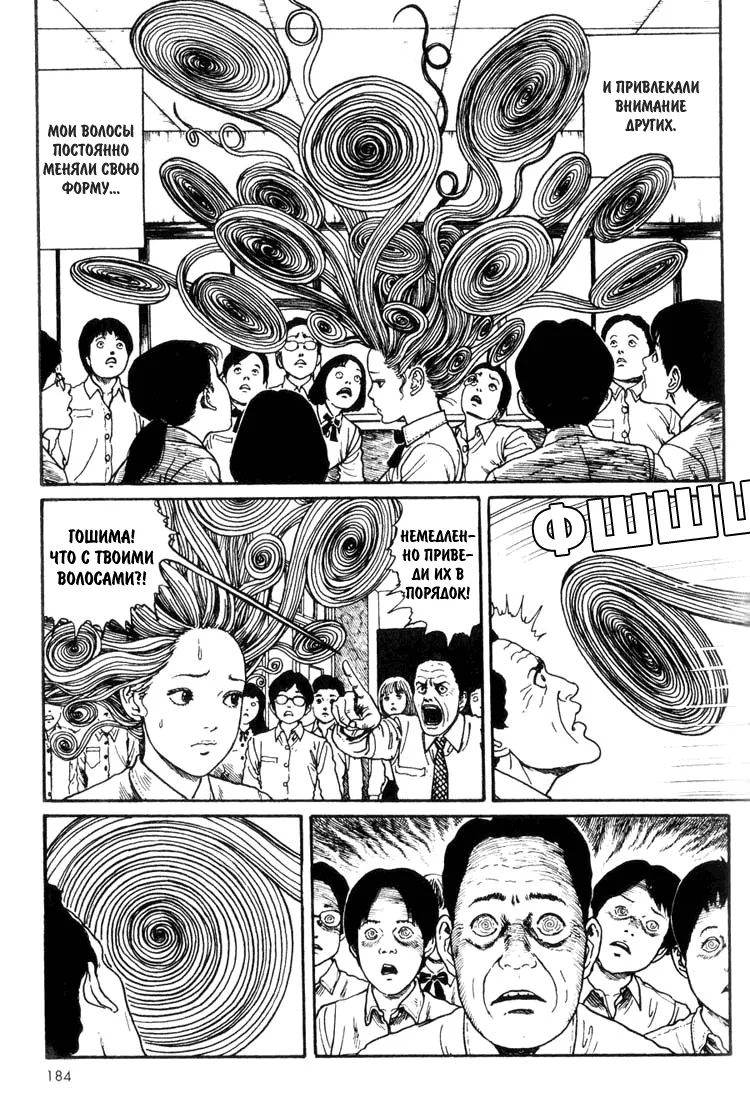 МОИ ВОЛОСЫ
ПОСТОЯННО
МЕНЯЛИ СВОЮ
ФОРМУ...
И ПРИВЛЕКАЛИ
ВНИМАНИЕ
ДРУГИХ.
ГОШИМА!
ЧТО С ТВОИМИ
ВОЛОСАМИ?!
НЕМЕДЛЕН-
НО ПРИВЕ-
ДИ ИХ В
ПОРЯДОК!
ФШШШ
184